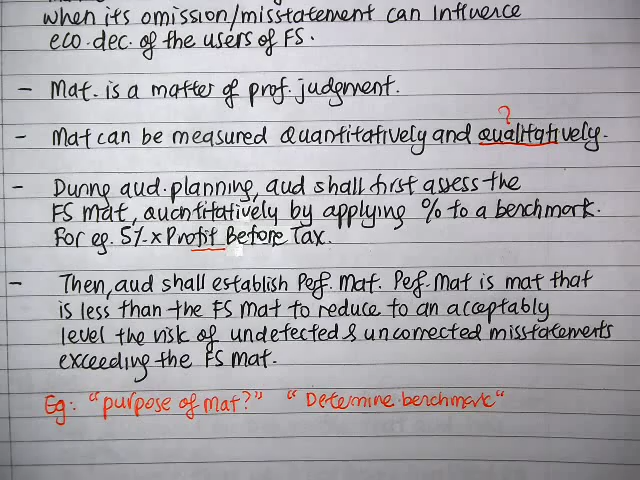 when its omission/misstatement can influence
eco. dec. of the users of FS.
- Mat. is a matter of prof. judgment.
?
- Mat can be measured quantitatively and qualitatively.
- During aud. planning, aud shall first assess the
FS mat, quantitatively by applying % to a benchmark.
For eg. 5% x Profit Before Tax.
- Then, aud shall establish Pef. Mat. Pef. Mat is mat that
is less than the FS mat to reduce to an acceptably
level the risk of undetected & uncorrected misstatements
exceeding the FS mat.
Eg: "purpose of mat?" "Determine benchmark"